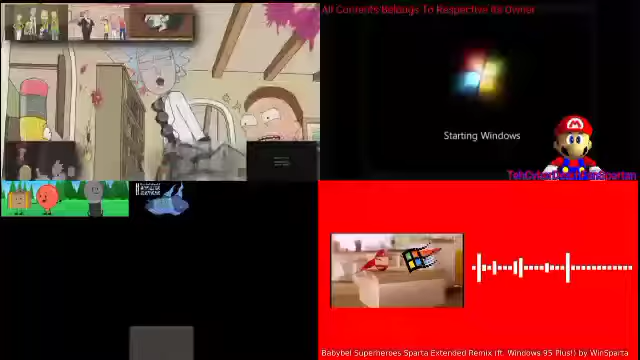 All Contents Belongs To Respective Its Owner
Starting Windows
Babybel Superheroes Sparta Extended Remix (ft. Windows 95 Plus!) by WinSparta